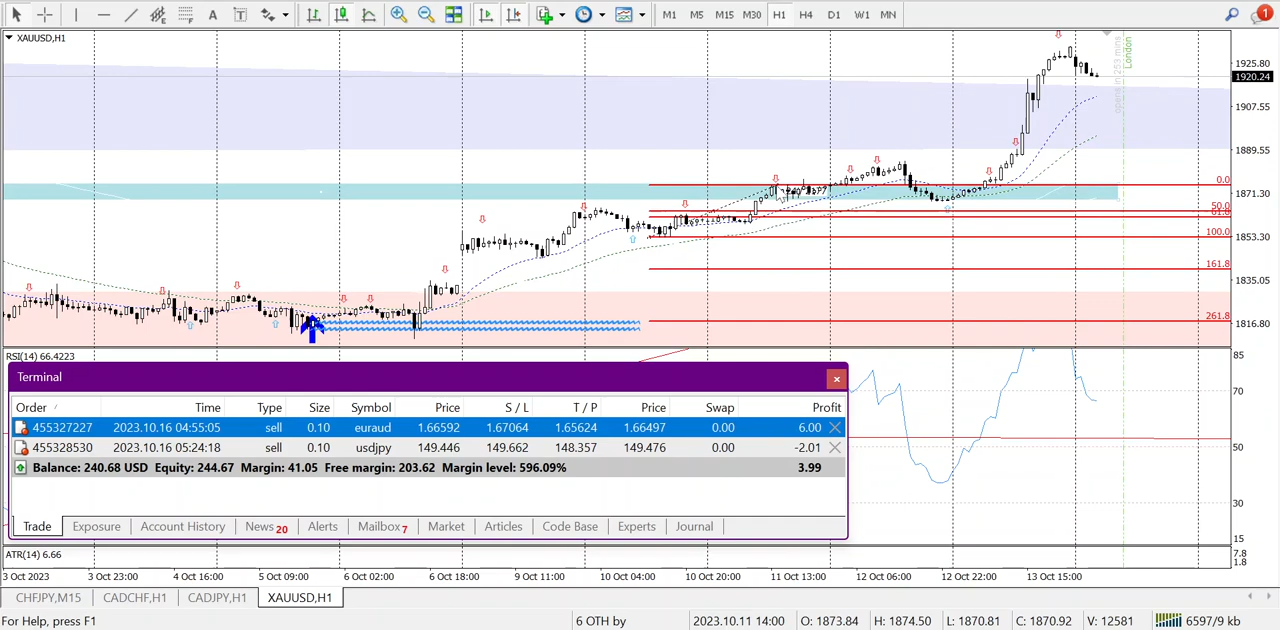 A T M1 M5 M15 M30 H1 H4 D1 W1 MN 1
XAUUSD,H1
London
opens in 253 mins
1925.80
1920.24
1907.55
1889.55
0.0
1871.30
50.0
61.8
100.0
1853.30
161.8
1835.05
261.8
1816.80
RSI(14) 66.4223
85
70
50
30
15
Terminal
Order Time Type Size Symbol Price S / L T / P Price Swap Profit
455327227 2023.10.16 04:55:05 sell 0.10 euraud 1.66592 1.67064 1.65624 1.66497 0.00 6.00
455328530 2023.10.16 05:24:18 sell 0.10 usdjpy 149.446 149.662 148.357 149.476 0.00 -2.01
Balance: 240.68 USD Equity: 244.67 Margin: 41.05 Free margin: 203.62 Margin level: 596.09% 3.99
Trade Exposure Account History News 20 Alerts Mailbox 7 Market Articles Code Base Experts Journal
ATR(14) 6.66
7.8
1.8
3 Oct 2023 3 Oct 23:00 4 Oct 16:00 5 Oct 09:00 6 Oct 02:00 6 Oct 18:00 9 Oct 11:00 10 Oct 04:00 10 Oct 20:00 11 Oct 13:00 12 Oct 06:00 12 Oct 22:00 13 Oct 15:00
CHFJPY,M15 CADCHF,H1 CADJPY,H1 XAUUSD,H1
For Help, press F1 6 OTH by 2023.10.11 14:00 O: 1873.84 H: 1874.50 L: 1870.81 C: 1870.92 V: 12581 6597/9 kb